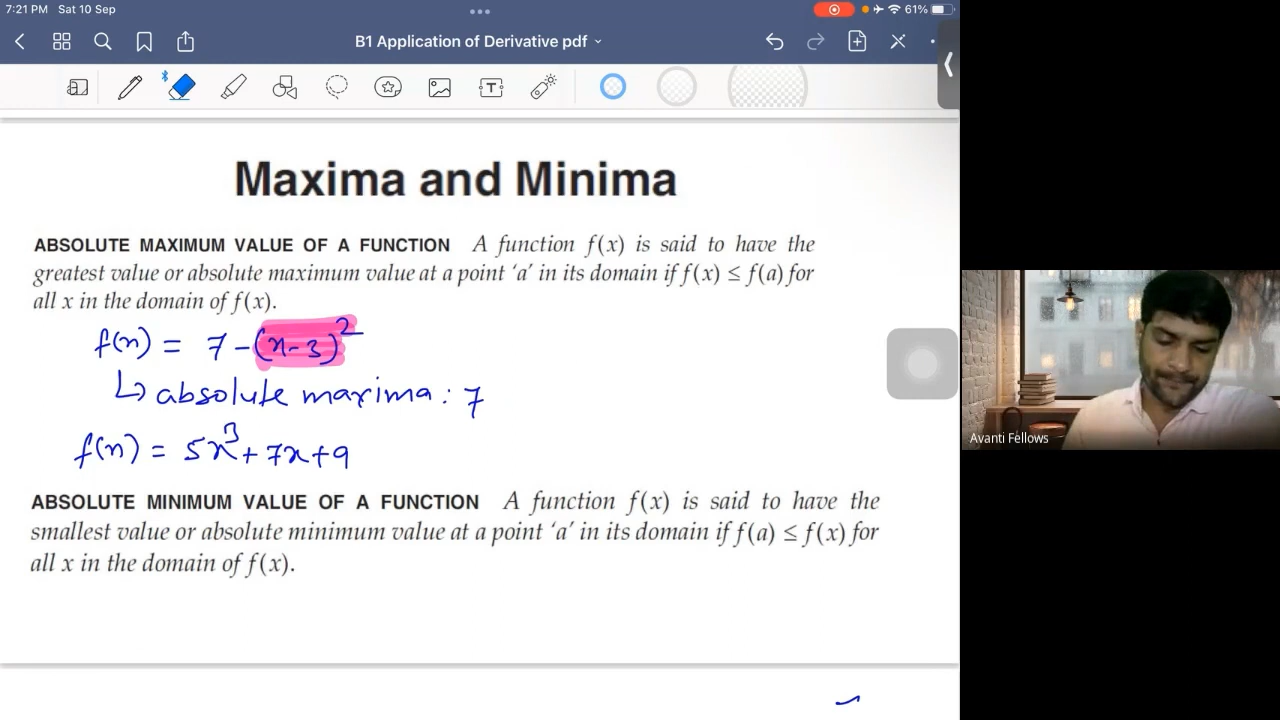 7:21 PM Sat 10 Sep
61%
B1 Application of Derivative pdf
Maxima and Minima
ABSOLUTE MAXIMUM VALUE OF A FUNCTION A function f(x) is said to have the
greatest value or absolute maximum value at a point ‘a’ in its domain if f(x) ≤ f(a) for
all x in the domain of f(x).
f(x) = 7 - (x-3)²
↳ absolute maxima : 7
f(x) = 5x³ + 7x + 9
ABSOLUTE MINIMUM VALUE OF A FUNCTION A function f(x) is said to have the
smallest value or absolute minimum value at a point ‘a’ in its domain if f(a) ≤ f(x) for
all x in the domain of f(x).
Avanti Fellows